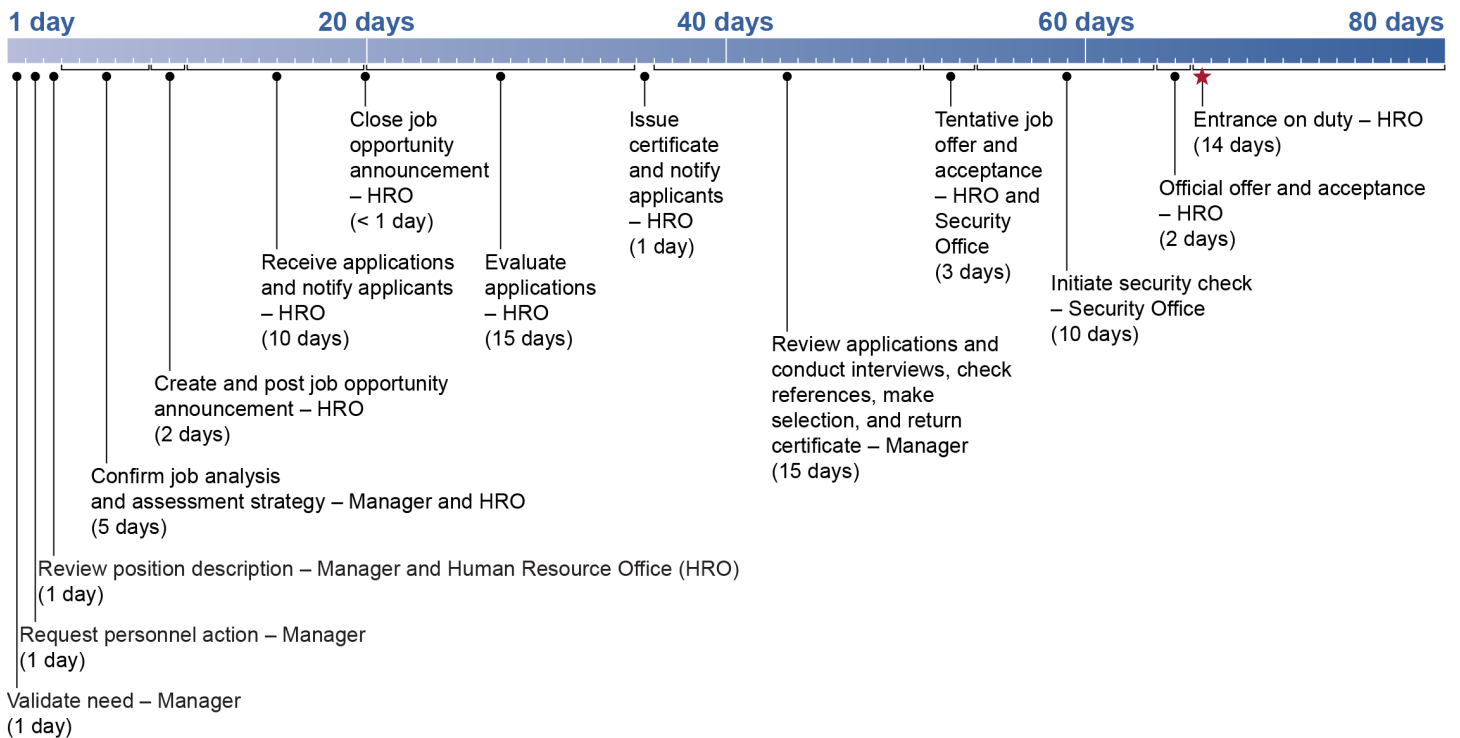 1 day
20 days
40 days
60 days
80 days
Close job
opportunity
announcement
– HRO
(< 1 day)
Issue
certificate
and notify
applicants
– HRO
(1 day)
Tentative job
offer and
acceptance
– HRO and
Security
Office
(3 days)
Entrance on duty – HRO
(14 days)
Official offer and acceptance
– HRO
(2 days)
Receive applications
and notify applicants
– HRO
(10 days)
Evaluate
applications
– HRO
(15 days)
Initiate security check
– Security Office
(10 days)
Review applications and
conduct interviews, check
references, make
selection, and return
certificate – Manager
(15 days)
Create and post job opportunity
announcement – HRO
(2 days)
Confirm job analysis
and assessment strategy – Manager and HRO
(5 days)
Review position description – Manager and Human Resource Office (HRO)
(1 day)
Request personnel action – Manager
(1 day)
Validate need – Manager
(1 day)